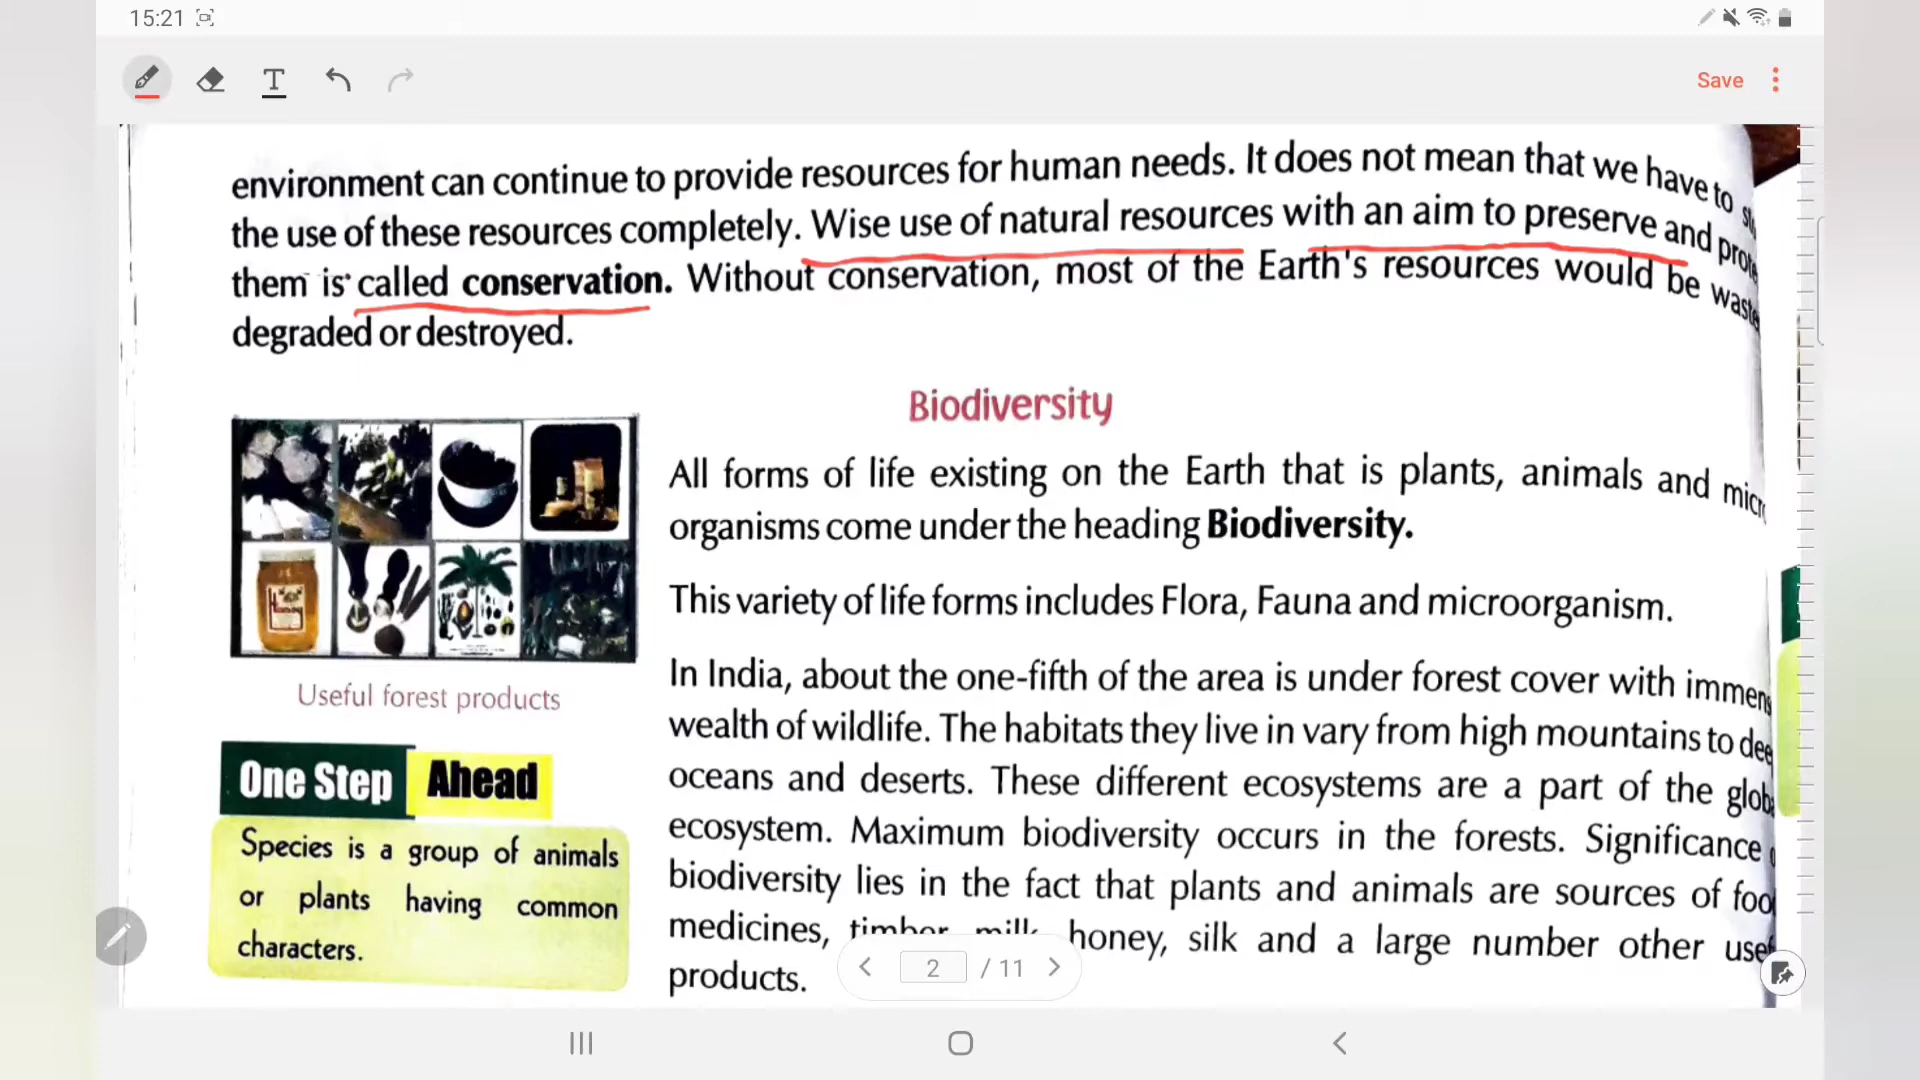 15:21
Save
environment can continue to provide resources for human needs. It does not mean that we have to
the use of these resources completely. Wise use of natural resources with an aim to preserve and
them is called conservation. Without conservation, most of the Earth's resources would be
degraded or destroyed.
Biodiversity
All forms of life existing on the Earth that is plants, animals and
organisms come under the heading Biodiversity.
This variety of life forms includes Flora, Fauna and microorganism.
In India, about the one-fifth of the area is under forest cover with
wealth of wildlife. The habitats they live in vary from high mountains to
oceans and deserts. These different ecosystems are a part of the
ecosystem. Maximum biodiversity occurs in the forests. Significance
biodiversity lies in the fact that plants and animals are sources of
medicines, timber, milk, honey, silk and a large number other
products.
Honey
Useful forest products
One Step Ahead
Species is a group of animals
or plants having common
characters.
2 / 11